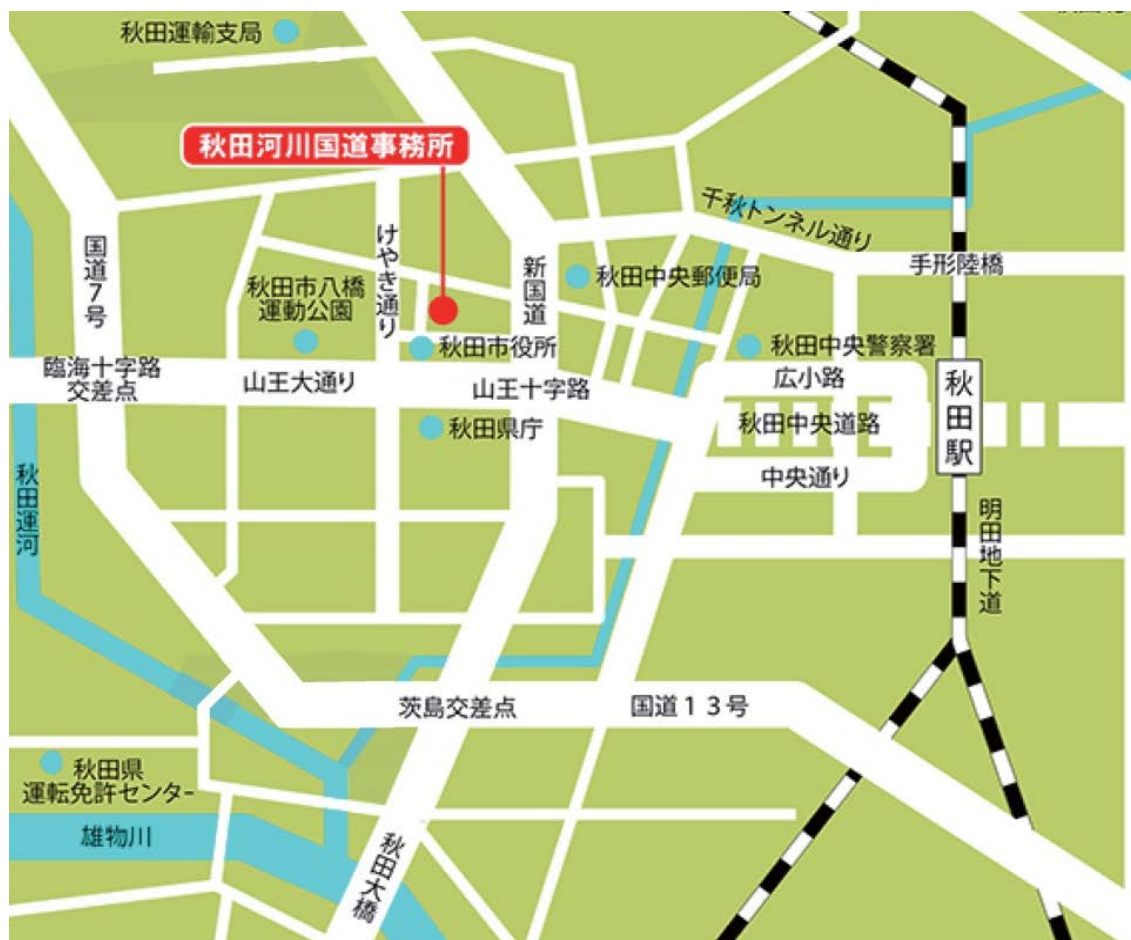 秋田運輸支局
秋田河川国道事務所
千秋トンネル通り
国道7号
けやき通り
新国道
手形陸橋
秋田市八橋
運動公園
秋田中央郵便局
秋田市役所
秋田中央警察署
臨海十字路
交差点
山王大通り
山王十字路
広小路
秋田駅
秋田県庁
秋田中央道路
中央通り
秋田運河
明田地下道
茨島交差点
国道13号
秋田県
運転免許センター
雄物川
秋田大橋